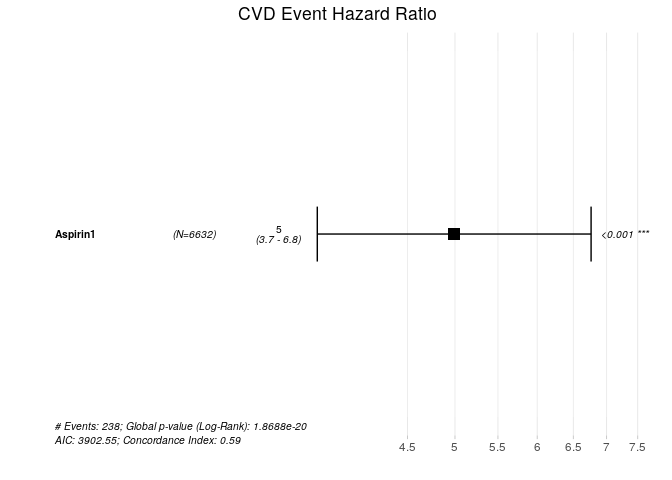 CVD Event Hazard Ratio
Aspirin1 (N=6632) 5 <0.001 ***
(3.7 - 6.8)
# Events: 238; Global p-value (Log-Rank): 1.8688e-20
AIC: 3902.55; Concordance Index: 0.59
4.5 5 5.5 6 6.5 7 7.5